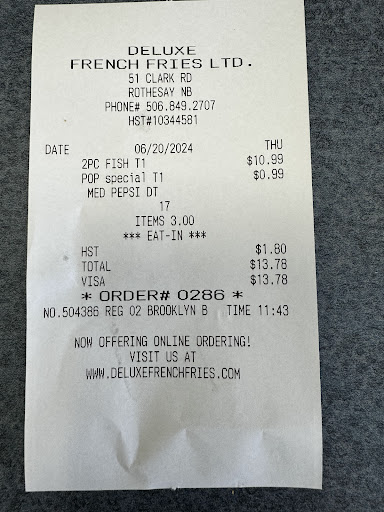 DELUXE
FRENCH FRIES LTD.
51 CLARK RD
ROTHESAY NB
PHONE# 506.849.2707
HST#10344581
DATE 06/20/2024 THU
2PC FISH T1 $10.99
POP special T1 $0.99
MED PEPSI DT
17
ITEMS 3.00
*** EAT-IN ***
HST $1.80
TOTAL $13.78
VISA $13.78
* ORDER# 0286 *
NO.504386 REG 02 BROOKLYN B TIME 11:43
NOW OFFERING ONLINE ORDERING!
VISIT US AT
WWW.DELUXEFRENCHFRIES.COM